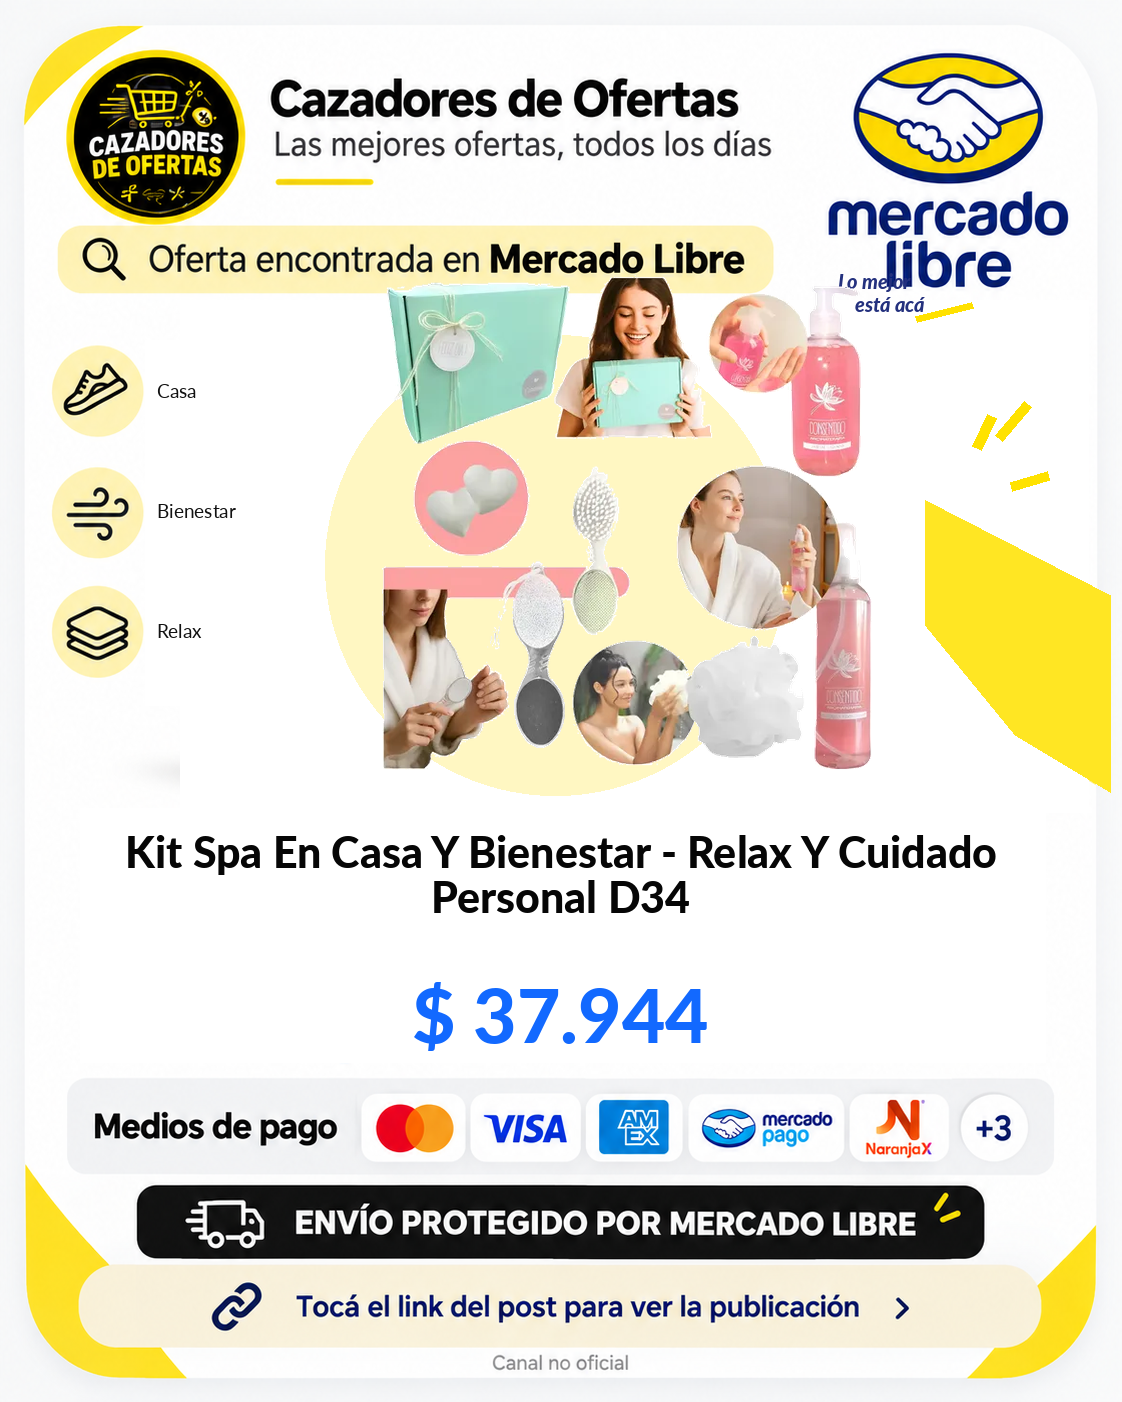 CAZADORES
DE OFERTAS
Cazadores de Ofertas
Las mejores ofertas, todos los días
mercado
libre
Oferta encontrada en Mercado Libre
Lo mejor
está acá
Casa
Bienestar
Relax
CONSENTIDO
CONSENTIDO
Kit Spa En Casa Y Bienestar - Relax Y Cuidado
Personal D34
$ 37.944
Medios de pago
VISA
AM
EX
mercado
pago
N
NaranjaX
+3
ENVÍO PROTEGIDO POR MERCADO LIBRE
Tocá el link del post para ver la publicación
Canal no oficial